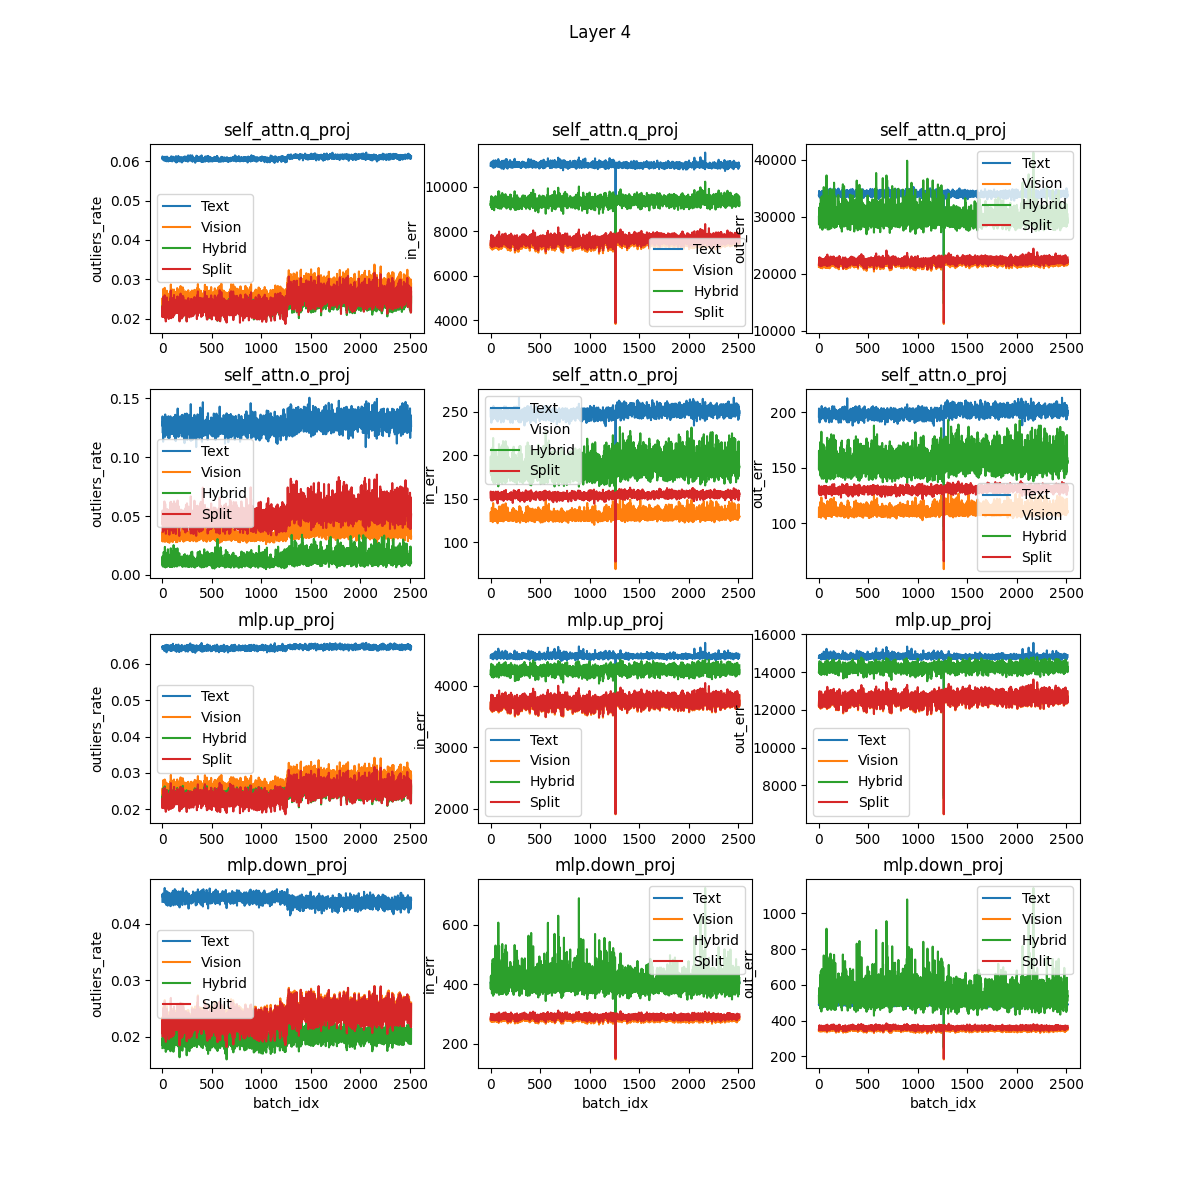 Layer 4
self_attn.q_proj
outliers_rate
0.06
0.05
0.04
0.03
0.02
0 500 1000 1500 2000 2500
Text
Vision
Hybrid
Split
self_attn.q_proj
in_err
10000
8000
6000
4000
0 500 1000 1500 2000 2500
Text
Vision
Hybrid
Split
self_attn.q_proj
out_err
40000
30000
20000
10000
0 500 1000 1500 2000 2500
Text
Vision
Hybrid
Split
self_attn.o_proj
outliers_rate
0.15
0.10
0.05
0.00
0 500 1000 1500 2000 2500
Text
Vision
Hybrid
Split
self_attn.o_proj
in_err
250
200
150
100
0 500 1000 1500 2000 2500
Text
Vision
Hybrid
Split
self_attn.o_proj
out_err
200
150
100
0 500 1000 1500 2000 2500
Text
Vision
Hybrid
Split
mlp.up_proj
outliers_rate
0.06
0.05
0.04
0.03
0.02
0 500 1000 1500 2000 2500
Text
Vision
Hybrid
Split
mlp.up_proj
in_err
4000
3000
2000
0 500 1000 1500 2000 2500
Text
Vision
Hybrid
Split
mlp.up_proj
out_err
16000
14000
12000
10000
8000
0 500 1000 1500 2000 2500
Text
Vision
Hybrid
Split
mlp.down_proj
outliers_rate
0.04
0.03
0.02
0 500 1000 1500 2000 2500
batch_idx
Text
Vision
Hybrid
Split
mlp.down_proj
in_err
600
400
200
0 500 1000 1500 2000 2500
batch_idx
Text
Vision
Hybrid
Split
mlp.down_proj
out_err
1000
800
600
400
200
0 500 1000 1500 2000 2500
batch_idx
Text
Vision
Hybrid
Split